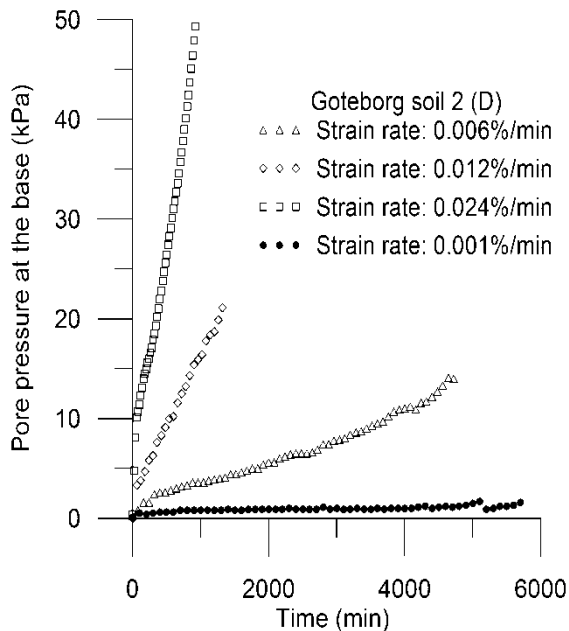 50
40
30
20
10
0
Pore pressure at the base (kPa)
Goteborg soil 2 (D)
Strain rate: 0.006%/min
Strain rate: 0.012%/min
Strain rate: 0.024%/min
Strain rate: 0.001%/min
0 2000 4000 6000
Time (min)